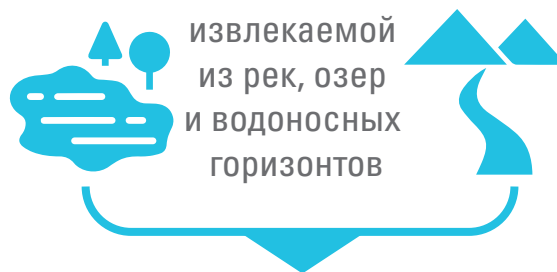 извлекаемой
из рек, озер
и водоносных
горизонтов